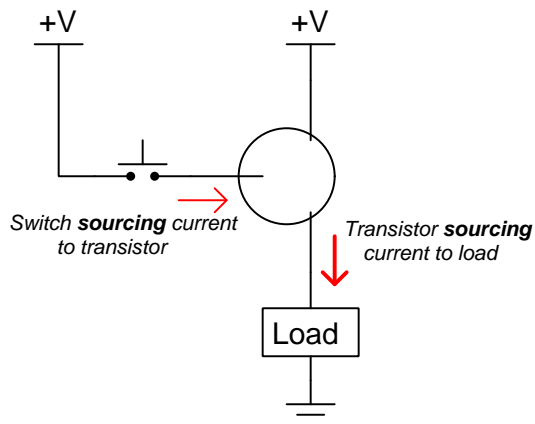 +V
+V
Switch sourcing current
to transistor
Transistor sourcing
current to load
Load